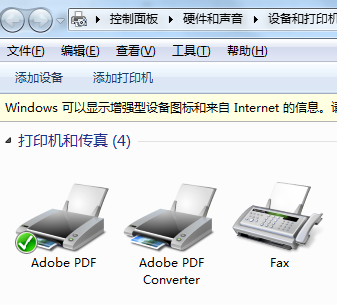 控制面板 ▸ 硬件和声音 ▸ 设备和打印机
文件(F) 编辑(E) 查看(V) 工具(T) 帮助(H)
添加设备 添加打印机
Windows 可以显示增强型设备图标和来自 Internet 的信息。
打印机和传真 (4)
Adobe PDF
Adobe PDF
Converter
Fax